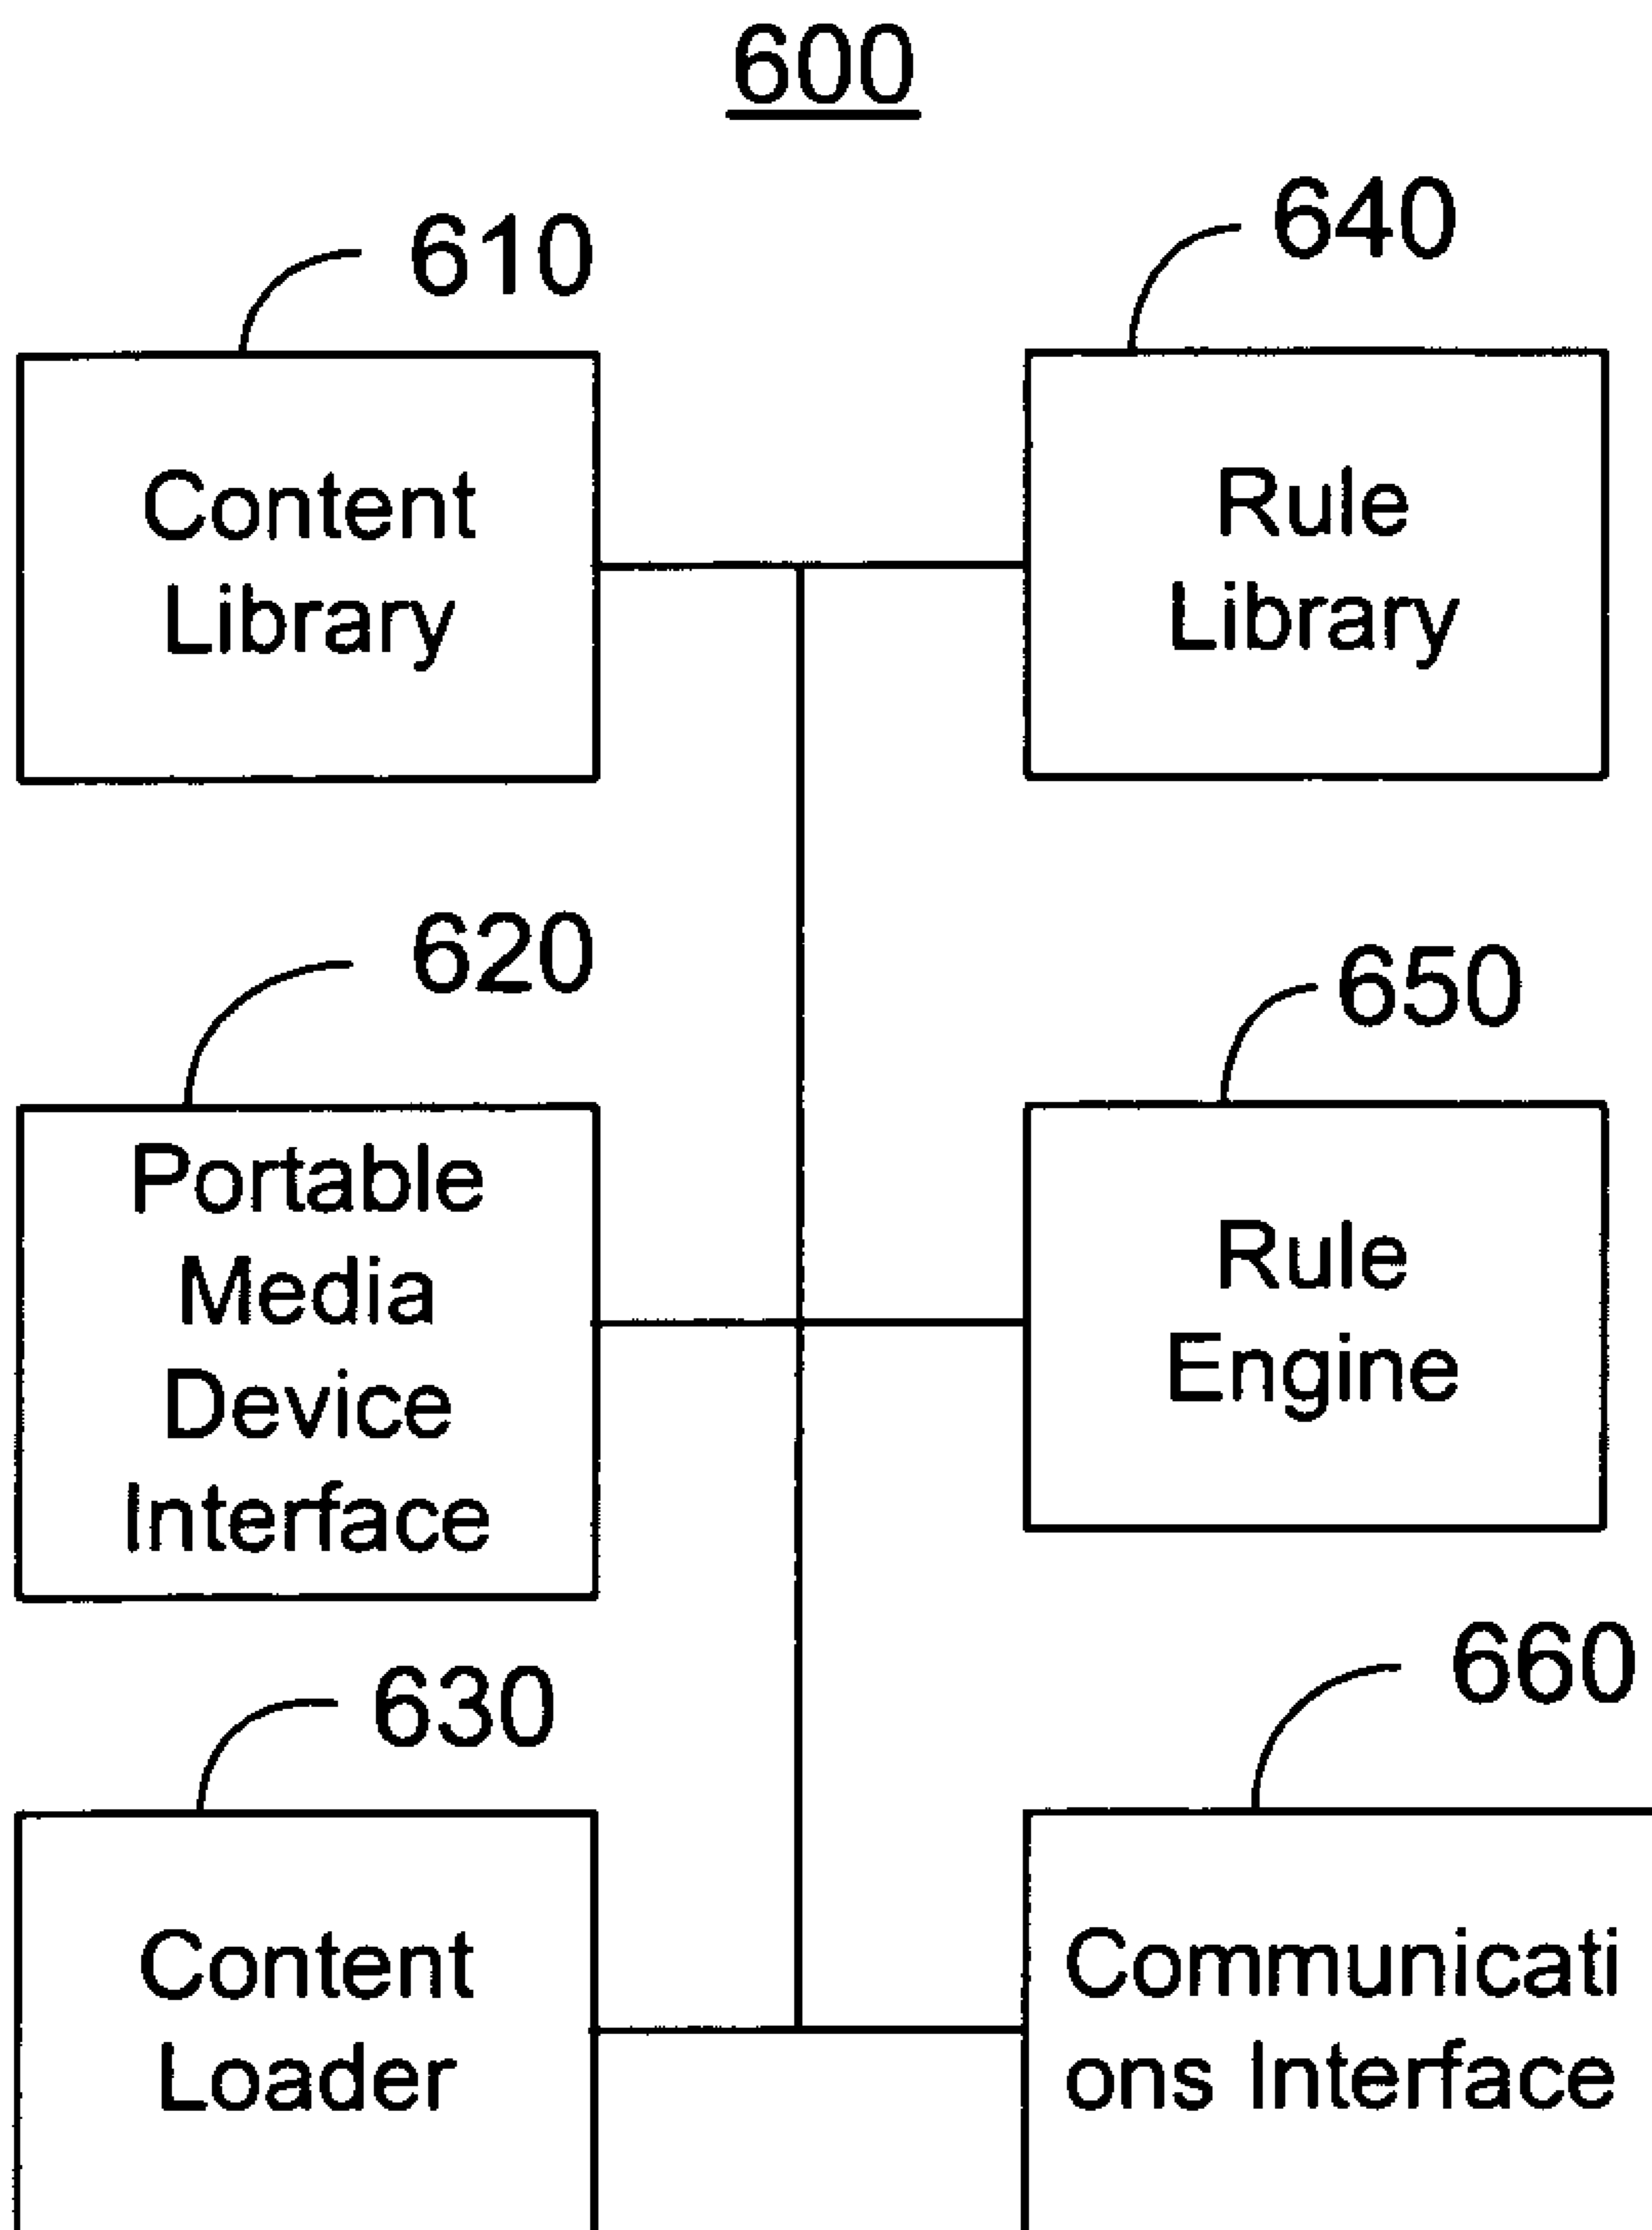 600
610
640
Content
Library
Rule
Library
620
650
Portable
Media
Device
Interface
Rule
Engine
630
660
Content
Loader
Communicati
ons Interface